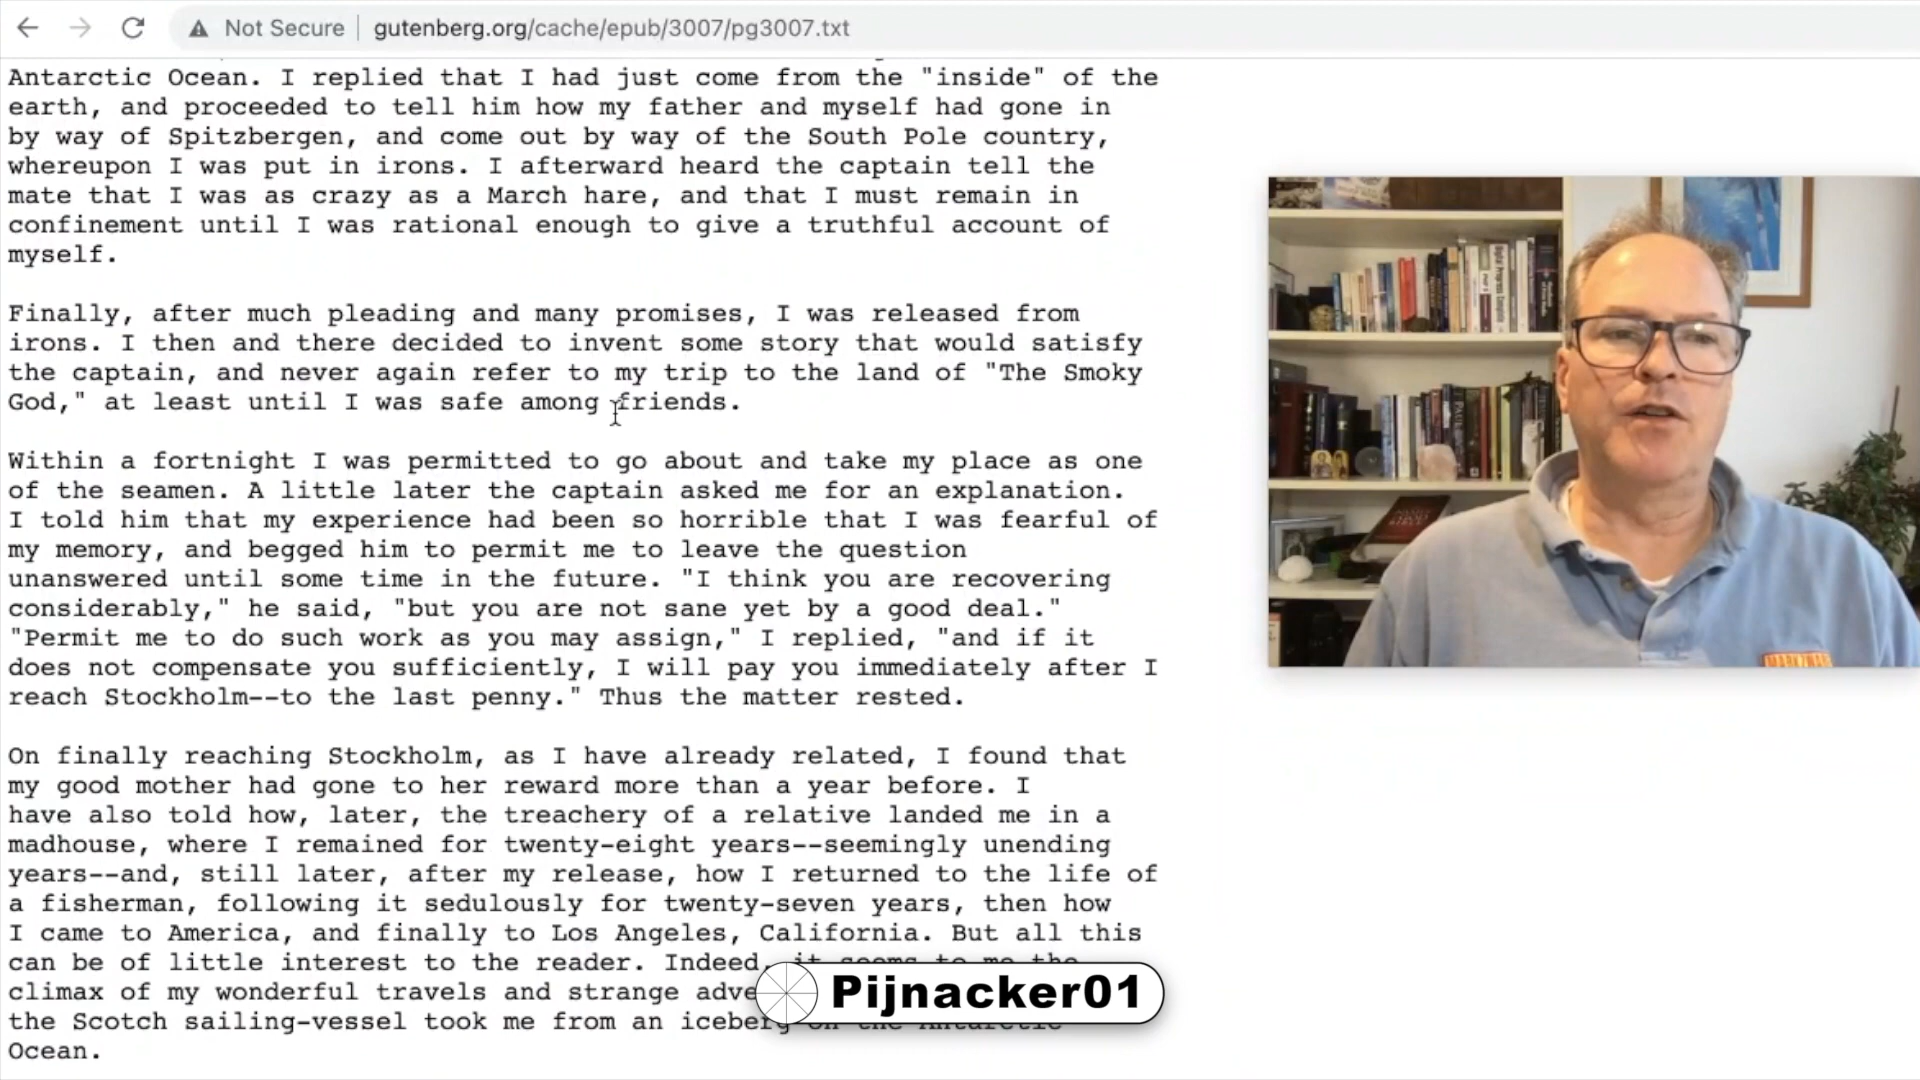 Not Secure
gutenberg.org/cache/epub/3007/pg3007.txt
Antarctic Ocean. I replied that I had just come from the "inside" of the
earth, and proceeded to tell him how my father and myself had gone in
by way of Spitzbergen, and come out by way of the South Pole country,
whereupon I was put in irons. I afterward heard the captain tell the
mate that I was as crazy as a March hare, and that I must remain in
confinement until I was rational enough to give a truthful account of
myself.
Finally, after much pleading and many promises, I was released from
irons. I then and there decided to invent some story that would satisfy
the captain, and never again refer to my trip to the land of "The Smoky
God," at least until I was safe among friends.
Within a fortnight I was permitted to go about and take my place as one
of the seamen. A little later the captain asked me for an explanation.
I told him that my experience had been so horrible that I was fearful of
my memory, and begged him to permit me to leave the question
unanswered until some time in the future. "I think you are recovering
considerably," he said, "but you are not sane yet by a good deal."
"Permit me to do such work as you may assign," I replied, "and if it
does not compensate you sufficiently, I will pay you immediately after I
reach Stockholm--to the last penny." Thus the matter rested.
On finally reaching Stockholm, as I have already related, I found that
my good mother had gone to her reward more than a year before. I
have also told how, later, the treachery of a relative landed me in a
madhouse, where I remained for twenty-eight years--seemingly unending
years--and, still later, after my release, how I returned to the life of
a fisherman, following it sedulously for twenty-seven years, then how
I came to America, and finally to Los Angeles, California. But all this
can be of little interest to the reader. Indeed, it seems to me the
climax of my wonderful travels and strange adve
the Scotch sailing-vessel took me from an iceberg on the Antarctic
Ocean.
Pijnacker01